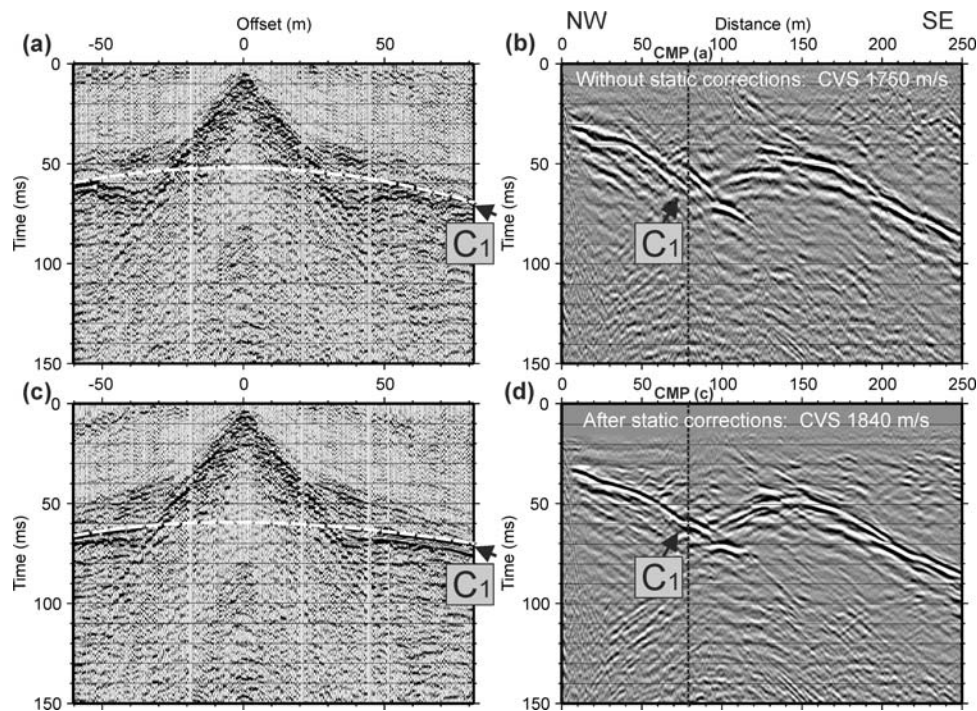 Offset (m)
NW
Distance (m)
SE
(a)
-50
0
50
(b)
0
50
100
150
200
250
CMP (a)
Without static corrections: CVS 1750 m/s
Time (ms)
0
50
100
150
C1
Time (ms)
0
50
100
150
C1
(c)
-50
0
50
(d)
0
50
100
150
200
250
CMP (c)
After static corrections: CVS 1840 m/s
Time (ms)
0
50
100
150
C1
Time (ms)
0
50
100
150
C1